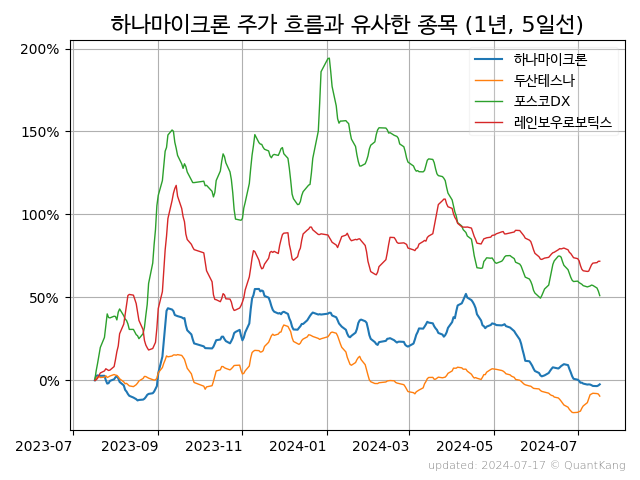 하나마이크론 주가 흐름과 유사한 종목 (1년, 5일선)
200%
150%
100%
50%
0%
하나마이크론
두산테스나
포스코DX
레인보우로보틱스
2023-07 2023-09 2023-11 2024-01 2024-03 2024-05 2024-07
updated: 2024-07-17 © QuantKang